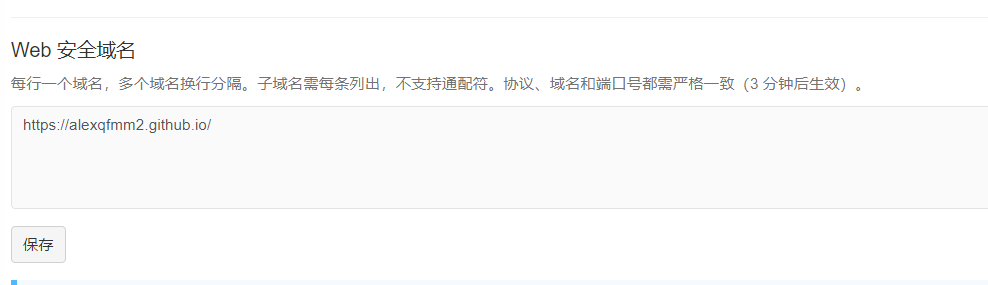 Web 安全域名
每行一个域名，多个域名换行分隔。子域名需每条列出，不支持通配符。协议、域名和端口号都需严格一致（3 分钟后生效）。
https://alexqfmm2.github.io/
保存